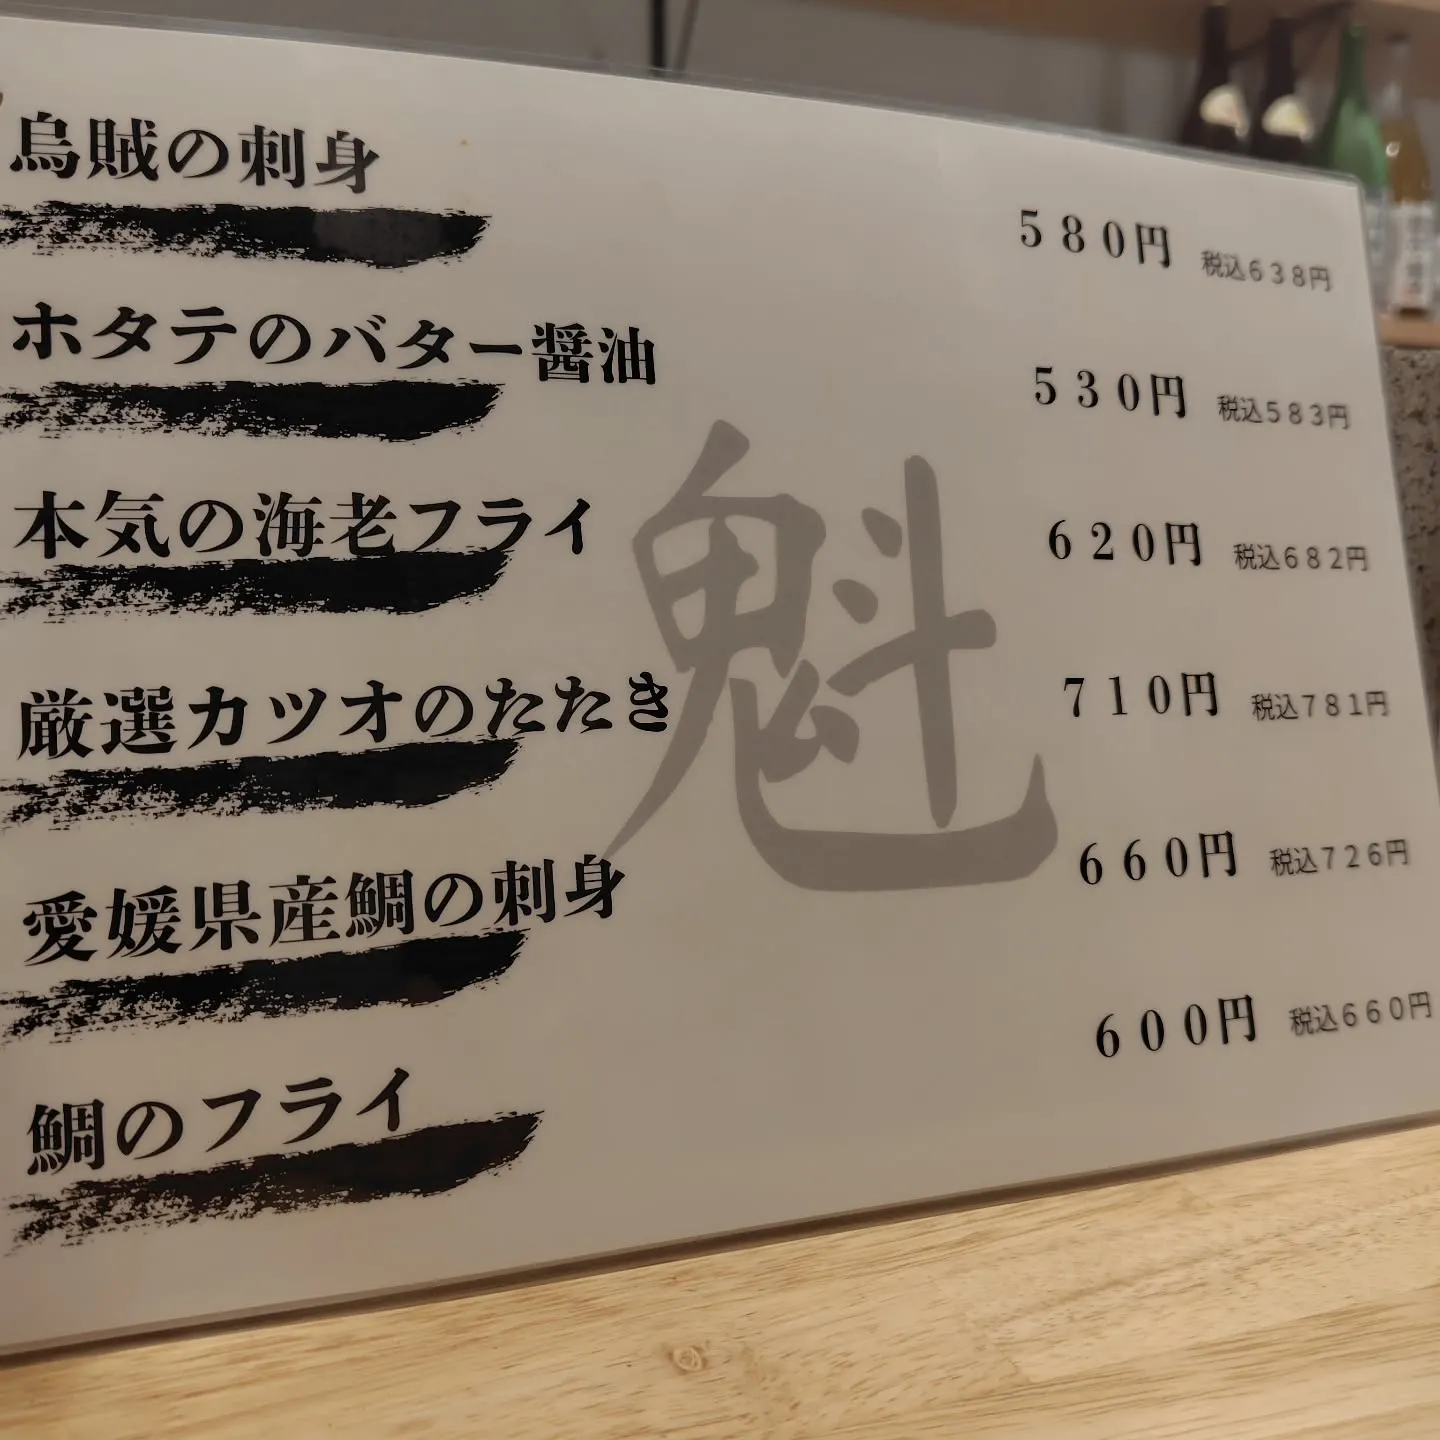 烏賊の刺身 580円 税込638円
ホタテのバター醤油 530円 税込583円
本気の海老フライ 620円 税込682円
厳選カツオのたたき 710円 税込781円
愛媛県産鯛の刺身 660円 税込726円
鯛のフライ 600円 税込660円
魁